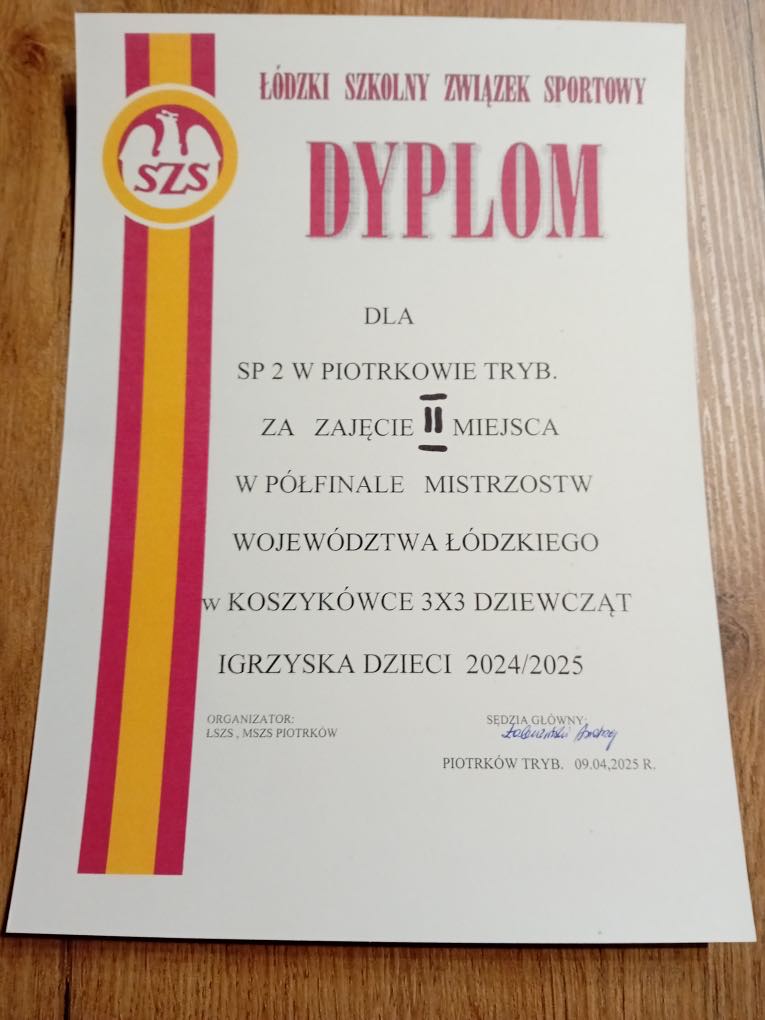 ŁÓDZKI SZKOLNY ZWIĄZEK SPORTOWY
SZS
DYPLOM
DLA
SP 2 W PIOTRKOWIE TRYB.
ZA ZAJĘCIE II MIEJSCA
W PÓŁFINALE MISTRZOSTW
WOJEWÓDZTWA ŁÓDZKIEGO
w KOSZYKÓWCE 3X3 DZIEWCZĄT
IGRZYSKA DZIECI 2024/2025
ORGANIZATOR:
ŁSZS , MSZS PIOTRKÓW
SĘDZIA GŁÓWNY:
Andrzej
PIOTRKÓW TRYB. 09.04,2025 R.